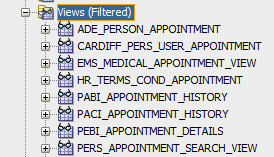 Views (Filtered)
ADE_PERSON_APPOINTMENT
CARDIFF_PERS_USER_APPOINTMENT
EMS_MEDICAL_APPOINTMENT_VIEW
HR_TERMS_COND_APPOINTMENT
PABI_APPOINTMENT_HISTORY
PACI_APPOINTMENT_HISTORY
PEBI_APPOINTMENT_DETAILS
PERS_APPOINTMENT_SEARCH_VIEW